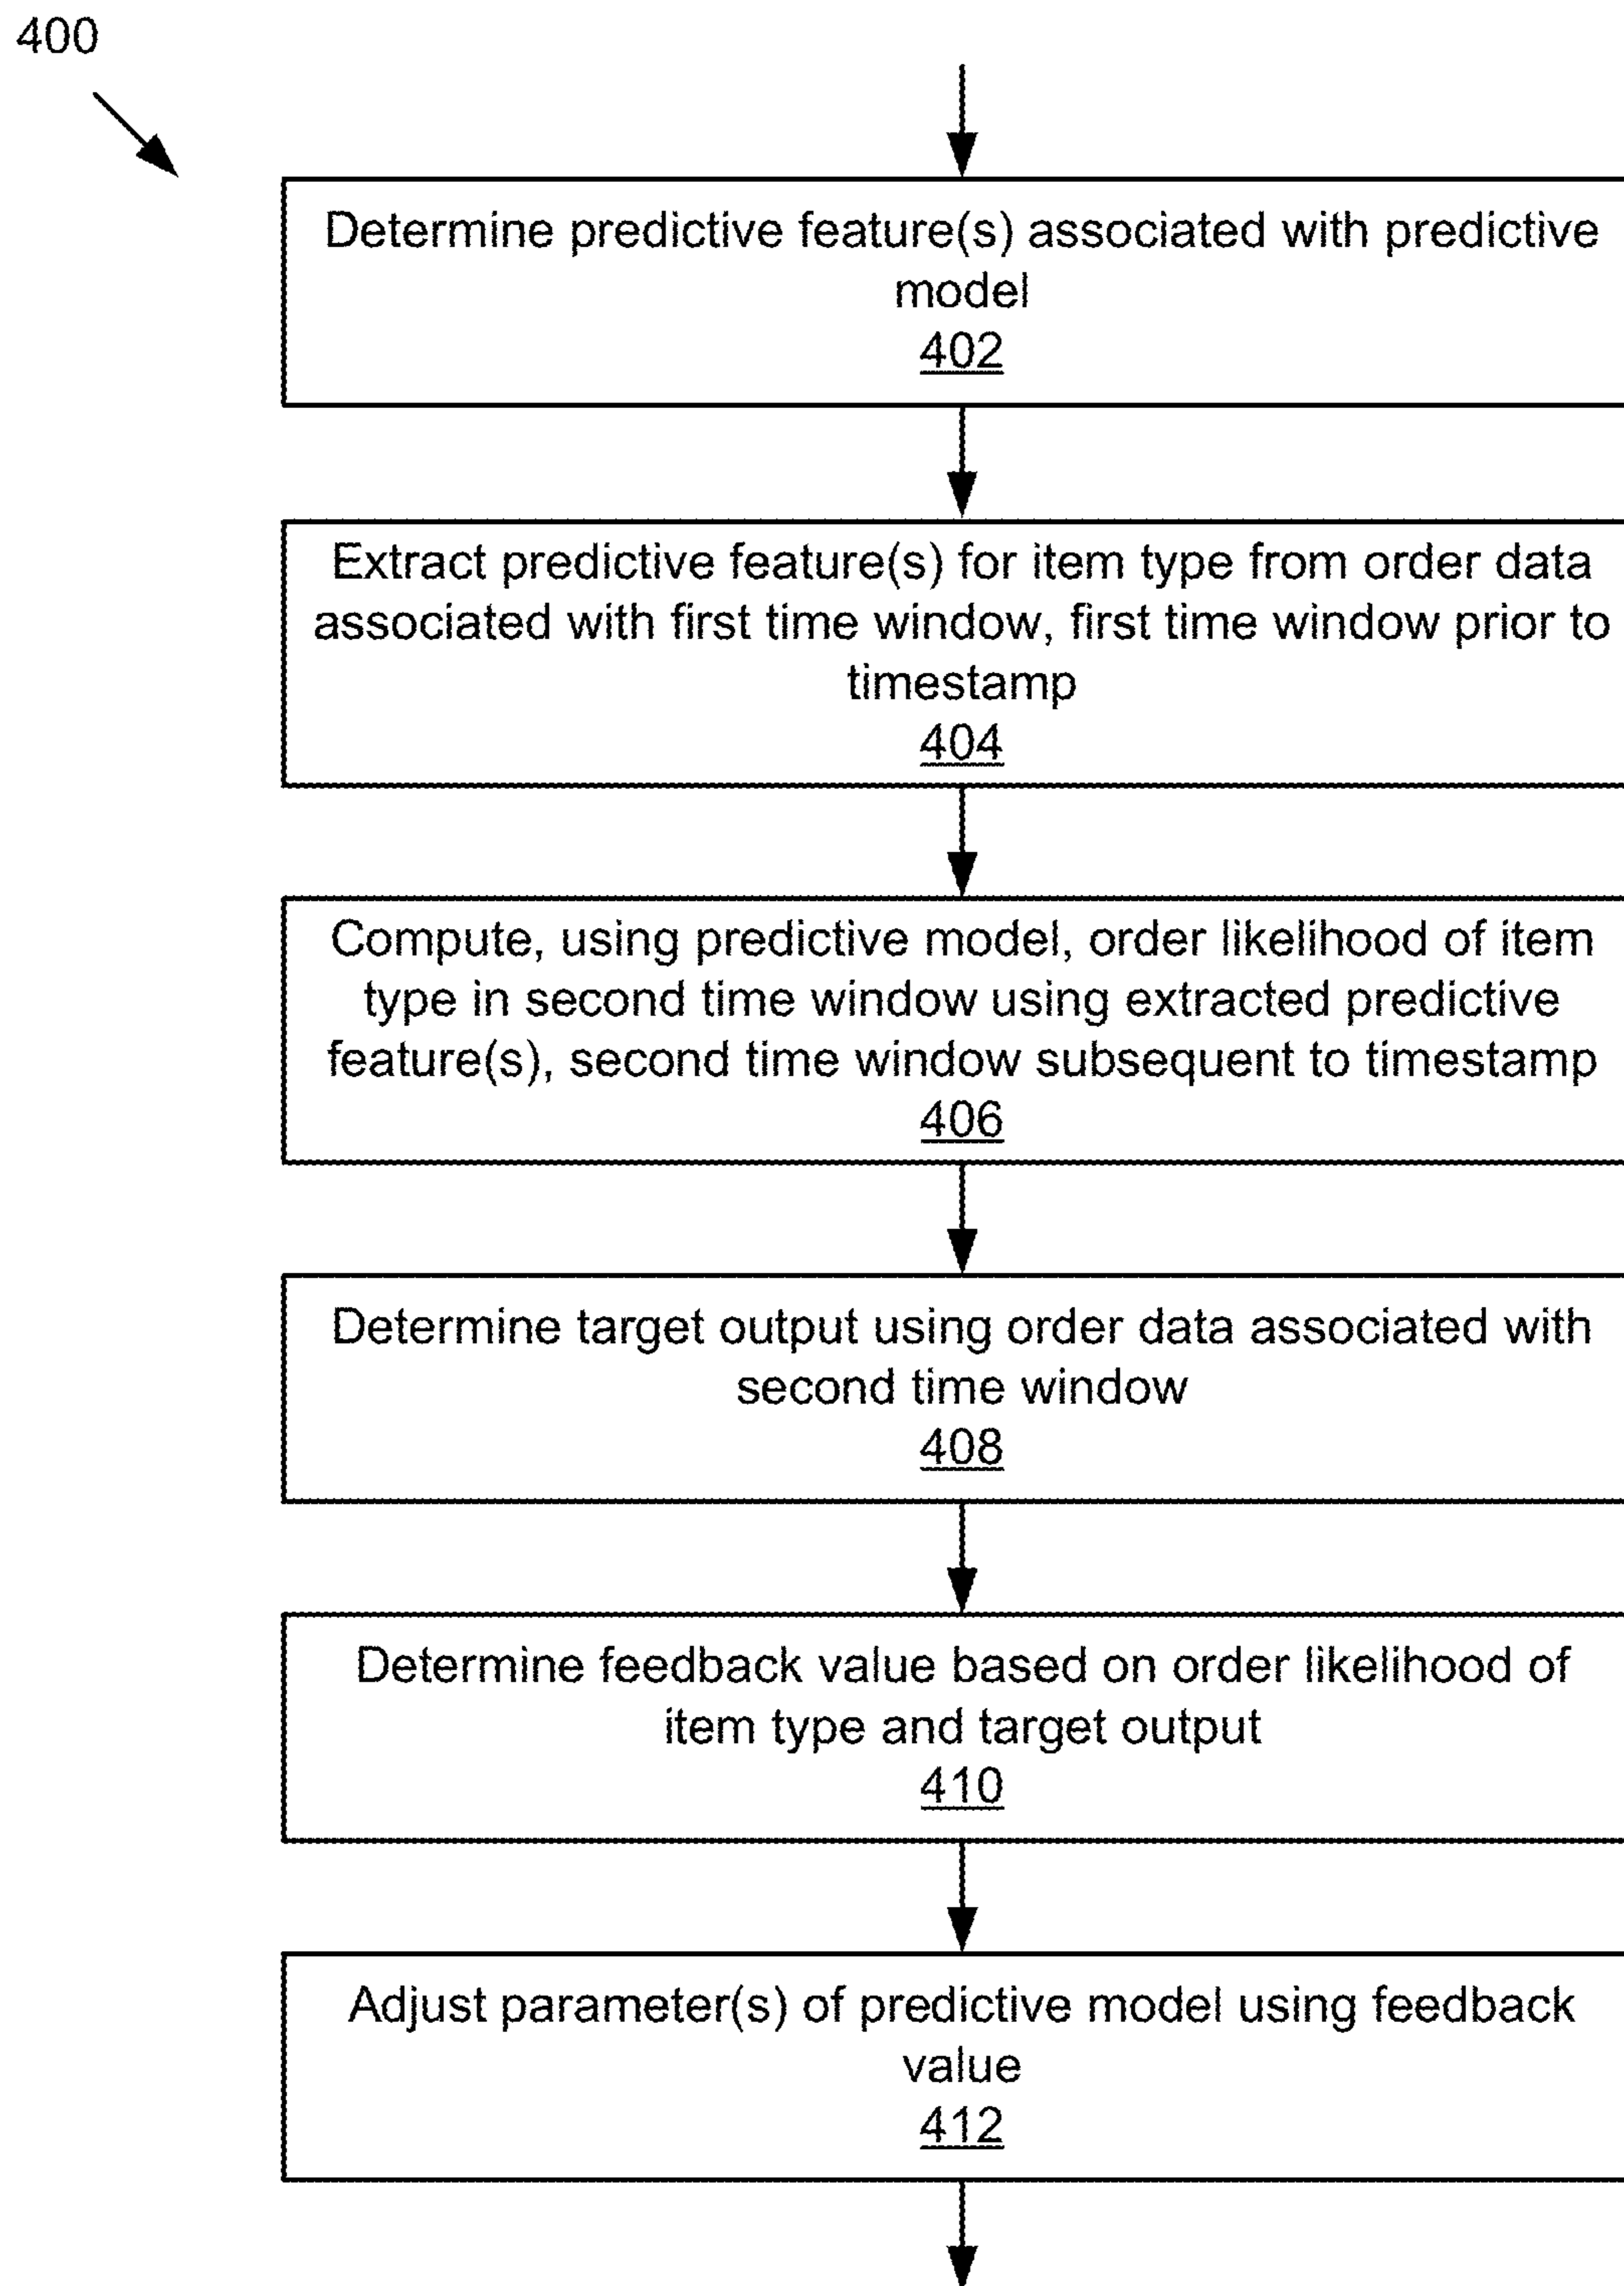 400
Determine predictive feature(s) associated with predictive
model
402
Extract predictive feature(s) for item type from order data
associated with first time window, first time window prior to
timestamp
404
Compute, using predictive model, order likelihood of item
type in second time window using extracted predictive
feature(s), second time window subsequent to timestamp
406
Determine target output using order data associated with
second time window
408
Determine feedback value based on order likelihood of
item type and target output
410
Adjust parameter(s) of predictive model using feedback
value
412